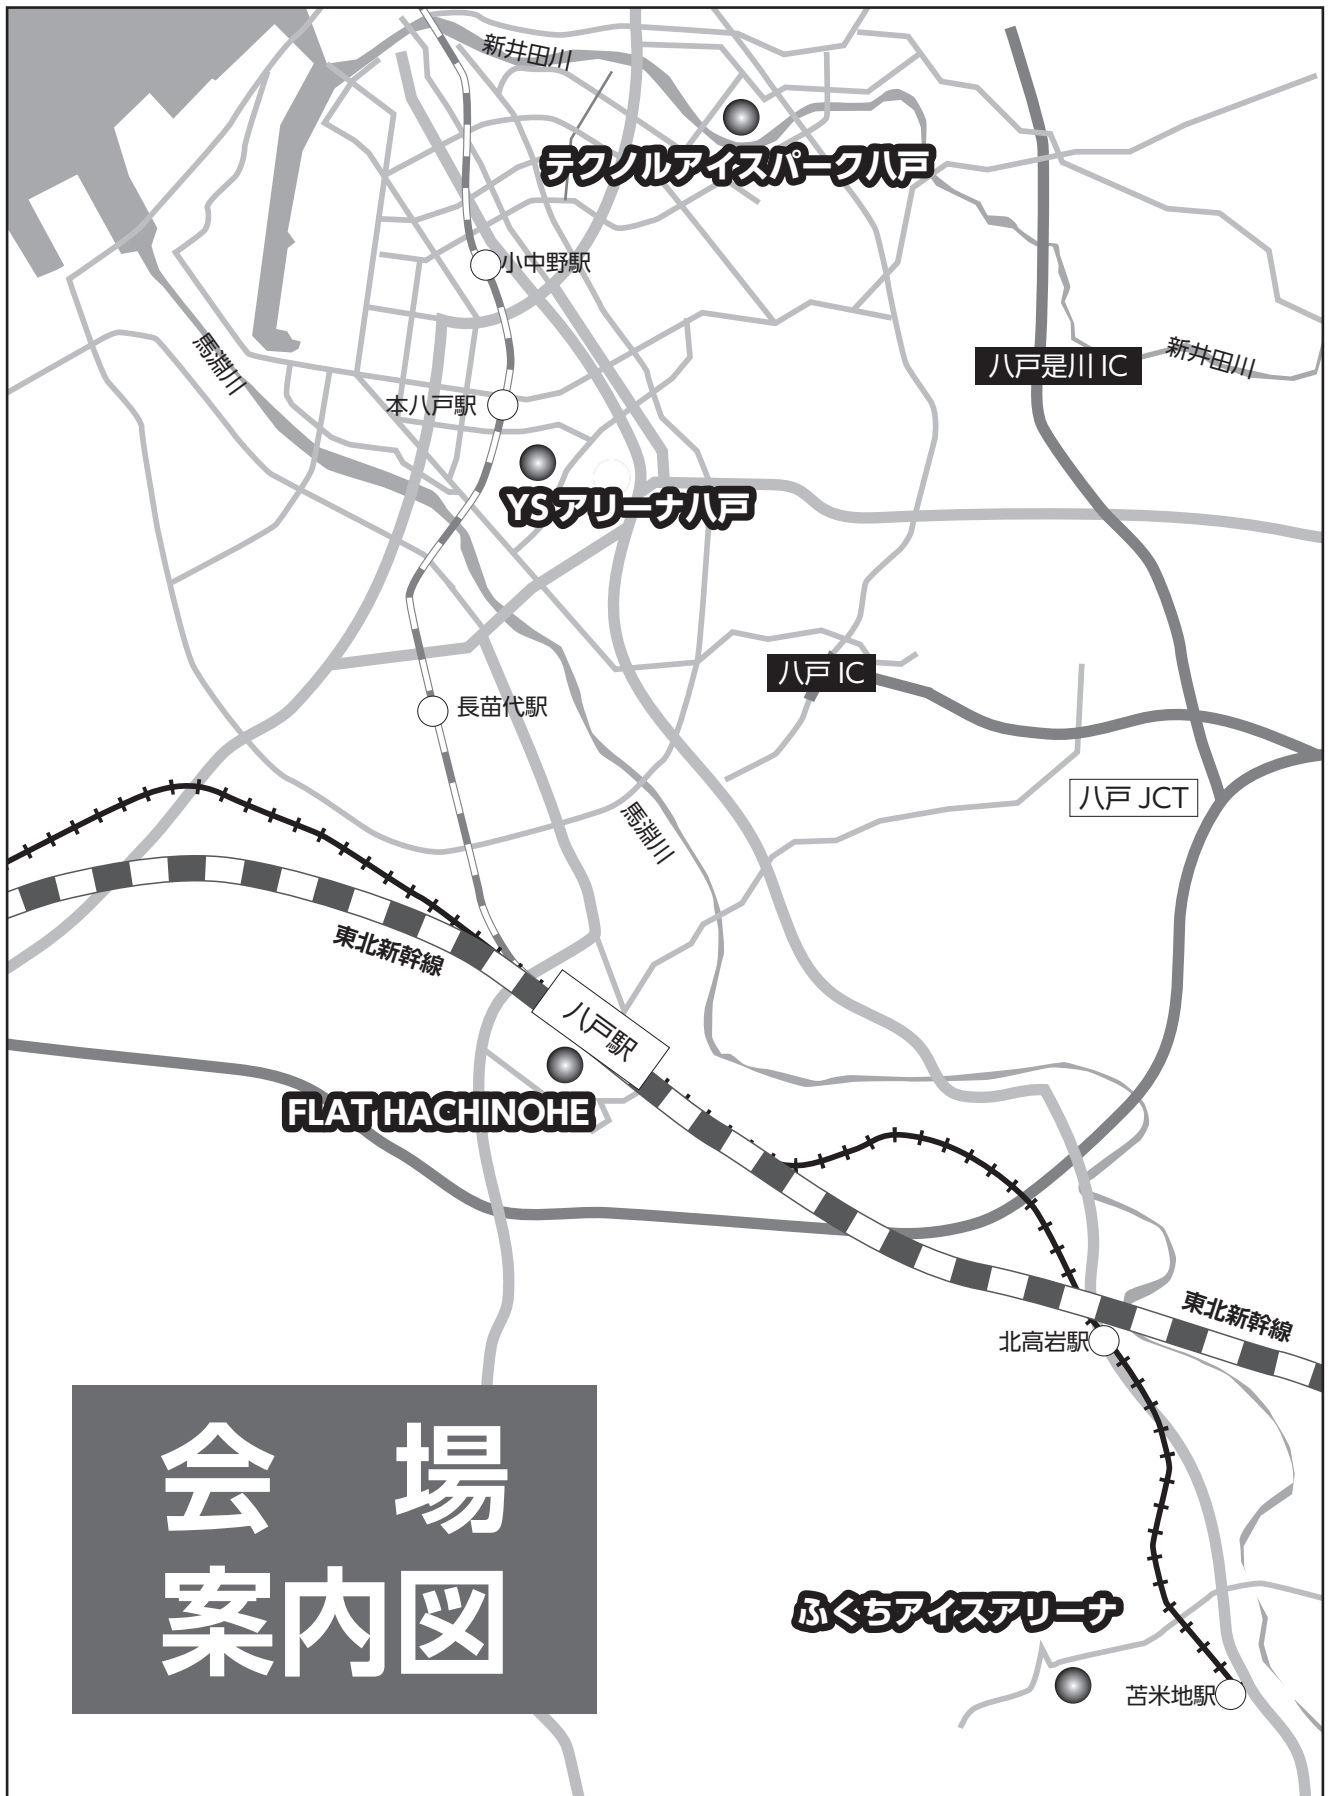 新井田川
テクノルアイスパーク八戸
小中野駅
馬淵川
八戸是川 IC
新井田川
本八戸駅
YSアリーナ八戸
八戸 IC
長苗代駅
八戸 JCT
馬淵川
東北新幹線
八戸駅
FLAT HACHINOHE
東北新幹線
北高岩駅
会 場
案内図
ふくちアイスアリーナ
苫米地駅